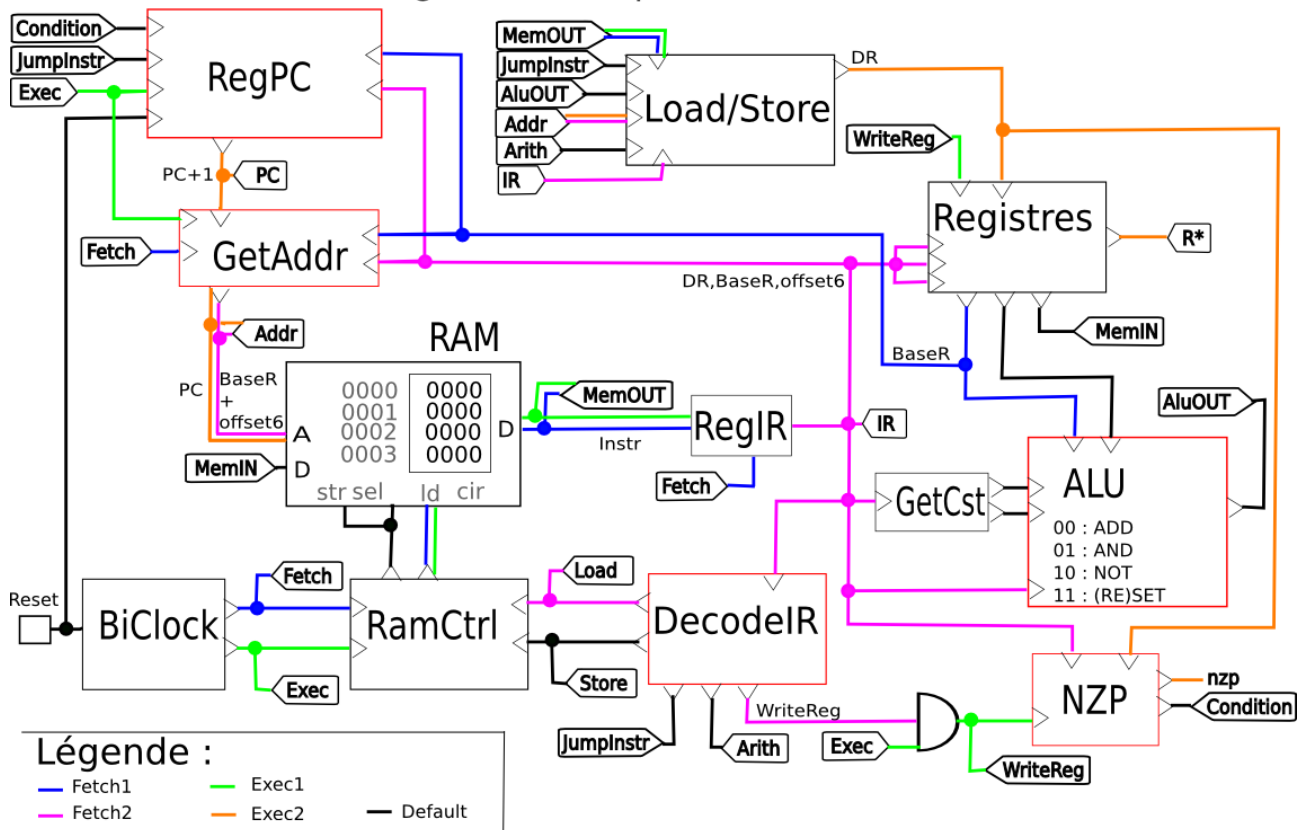 Condition
JumpInstr
Exec
RegPC
PC+1
PC
Fetch
GetAddr
Addr
PC
BaseR
+
offset6
MemOUT
JumpInstr
AluOUT
Addr
Arith
IR
Load/Store
DR
WriteReg
Registres
R*
DR,BaseR,offset6
MemIN
BaseR
RAM
0000 0000
0001 0000
0002 0000
0003 0000
A
D
D
str sel ld cir
MemIN
MemOUT
Instr
RegIR
Fetch
IR
AluOUT
GetCst
ALU
00 : ADD
01 : AND
10 : NOT
11 : (RE)SET
Reset
BiClock
Fetch
Exec
RamCtrl
Load
Store
DecodeIR
JumpInstr
Arith
WriteReg
Exec
WriteReg
NZP
nzp
Condition
Légende :
Fetch1
Exec1
Fetch2
Exec2
Default